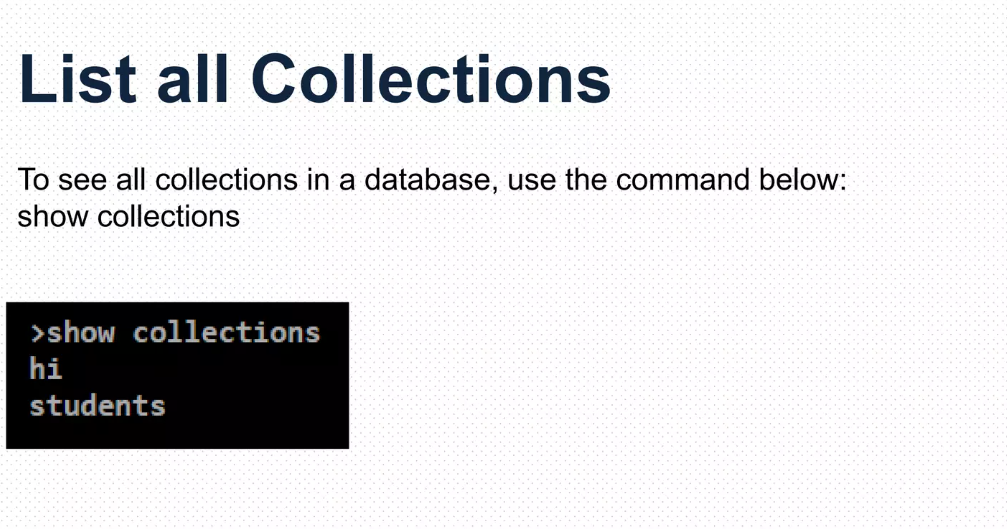 List all Collections
To see all collections in a database, use the command below:
show collections
>show collections
hi
students